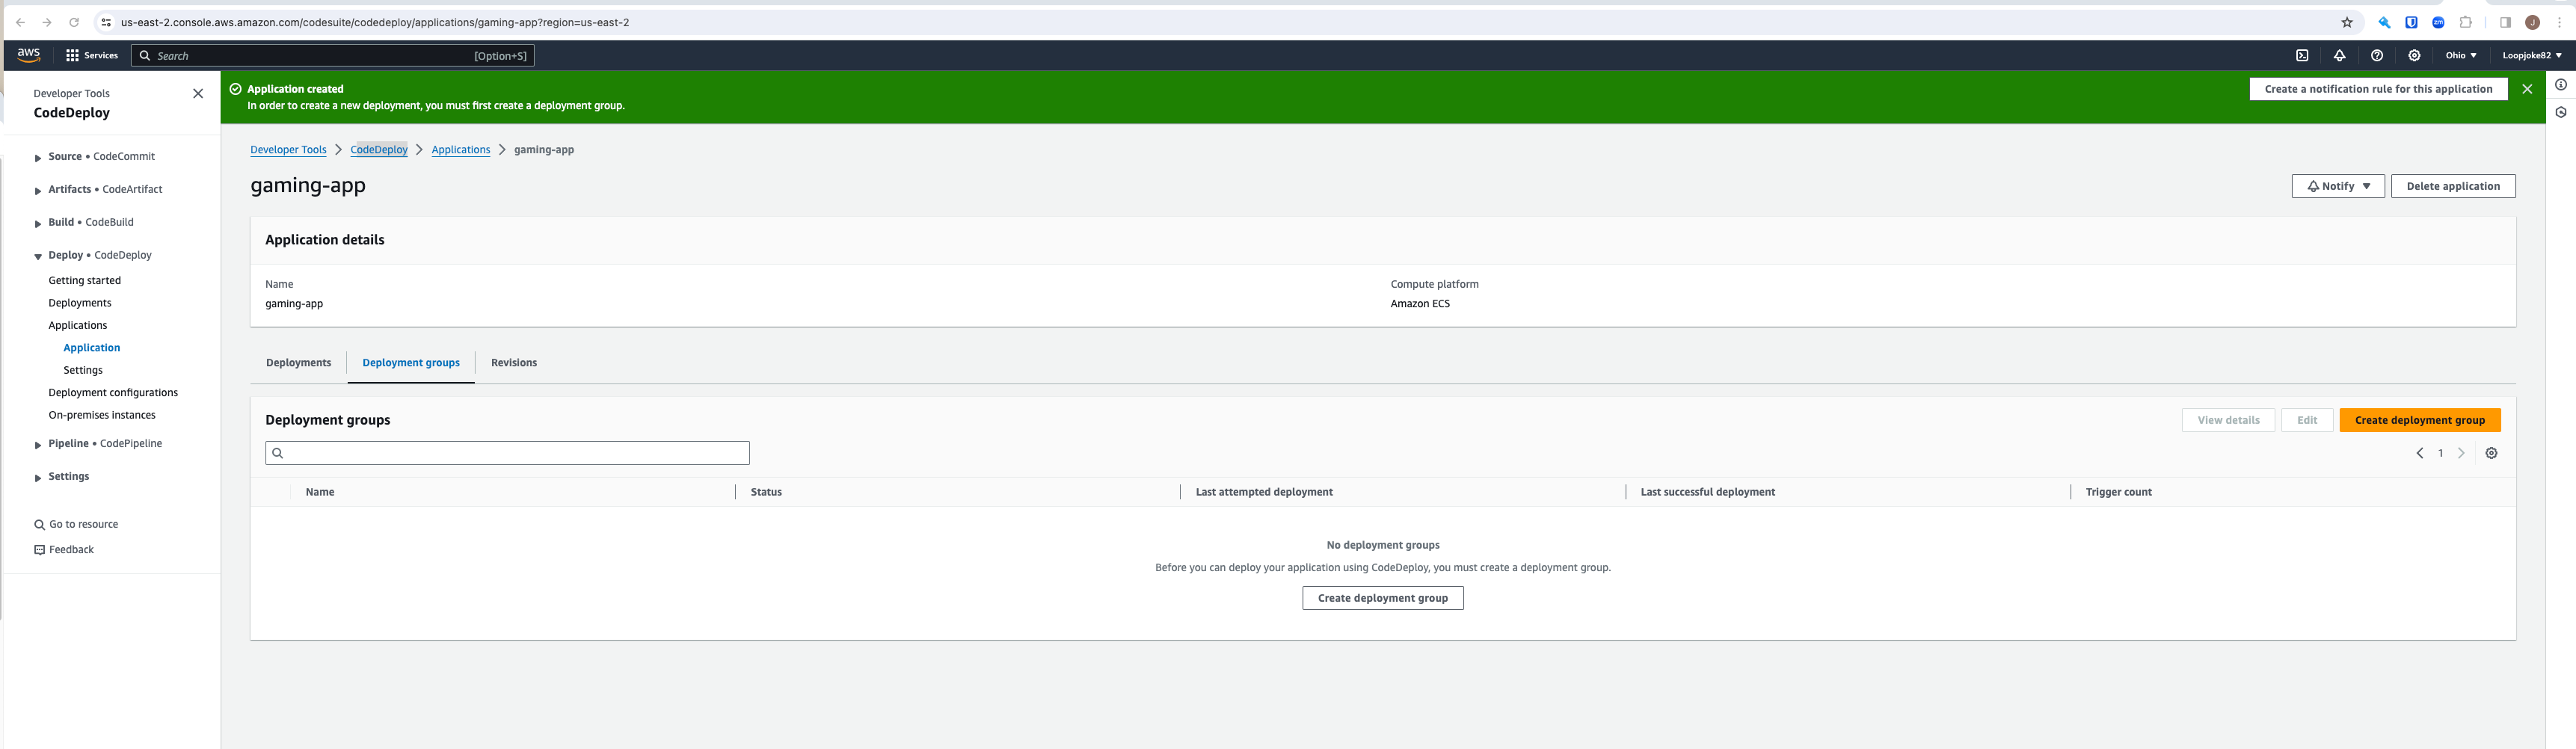 us-east-2.console.aws.amazon.com/codesuite/codedeploy/applications/gaming-app?region=us-east-2
aws
Services
Search
[Option+S]
Ohio
Loopjoke82
Developer Tools
CodeDeploy
Source • CodeCommit
Artifacts • CodeArtifact
Build • CodeBuild
Deploy • CodeDeploy
Getting started
Deployments
Applications
Application
Settings
Deployment configurations
On-premises instances
Pipeline • CodePipeline
Settings
Go to resource
Feedback
Application created
In order to create a new deployment, you must first create a deployment group.
Create a notification rule for this application
Developer Tools
CodeDeploy
Applications
gaming-app
gaming-app
Notify
Delete application
Application details
Name
gaming-app
Compute platform
Amazon ECS
Deployments
Deployment groups
Revisions
Deployment groups
View details
Edit
Create deployment group
1
Name
Status
Last attempted deployment
Last successful deployment
Trigger count
No deployment groups
Before you can deploy your application using CodeDeploy, you must create a deployment group.
Create deployment group